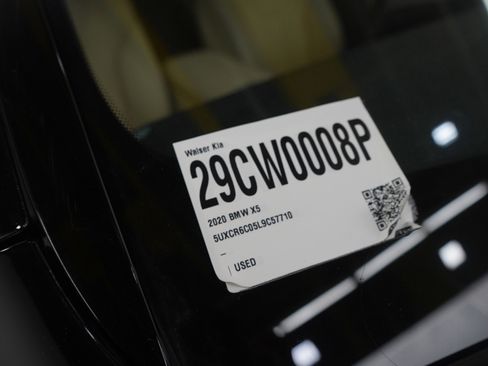 Walser Kia
29CW0008P
2020 BMW X5
5UXCR6C05L9C57710
USED